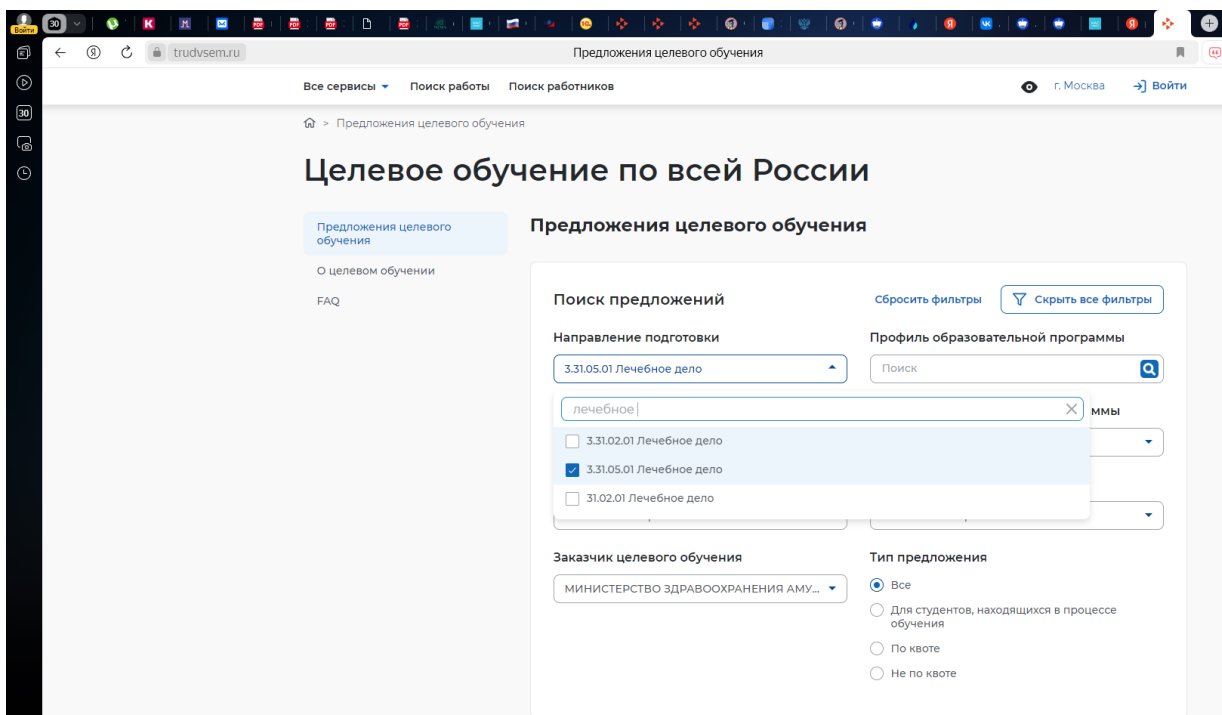 Войти
30
trudvsem.ru
Предложения целевого обучения
Все сервисы
Поиск работы
Поиск работников
г. Москва
Войти
30
> Предложения целевого обучения
Целевое обучение по всей России
Предложения целевого
обучения
О целевом обучении
FAQ
Предложения целевого обучения
Поиск предложений
Сбросить фильтры
Скрыть все фильтры
Направление подготовки
Профиль образовательной программы
3.31.05.01 Лечебное дело
Поиск
лечебное
ммы
3.31.02.01 Лечебное дело
3.31.05.01 Лечебное дело
31.02.01 Лечебное дело
Заказчик целевого обучения
Тип предложения
МИНИСТЕРСТВО ЗДРАВООХРАНЕНИЯ АМУ...
Все
Для студентов, находящихся в процессе
обучения
По квоте
Не по квоте